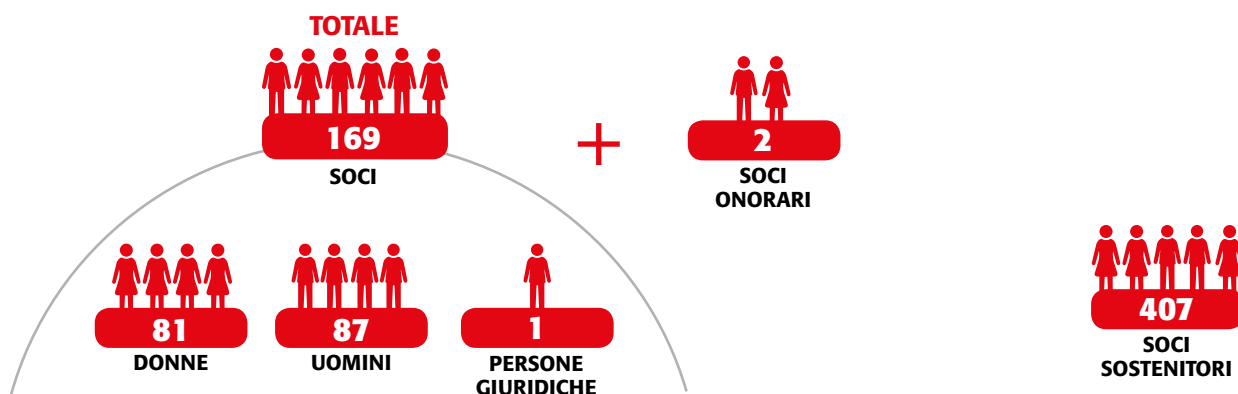 TOTALE
169
SOCI
+
2
SOCI
ONORARI
81
DONNE
87
UOMINI
1
PERSONE
GIURIDICHE
407
SOCI
SOSTENITORI